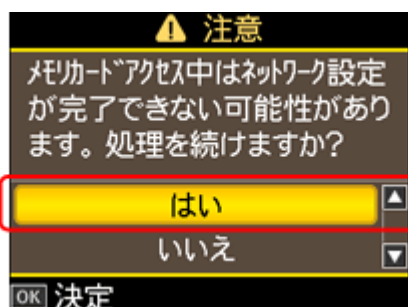 注意
ﾒﾓﾘｶｰﾄﾞｱｸｾｽ中はﾈｯﾄﾜｰｸ設定
が完了できない可能性があり
ます。処理を続けますか?
はい
いいえ
OK 決定